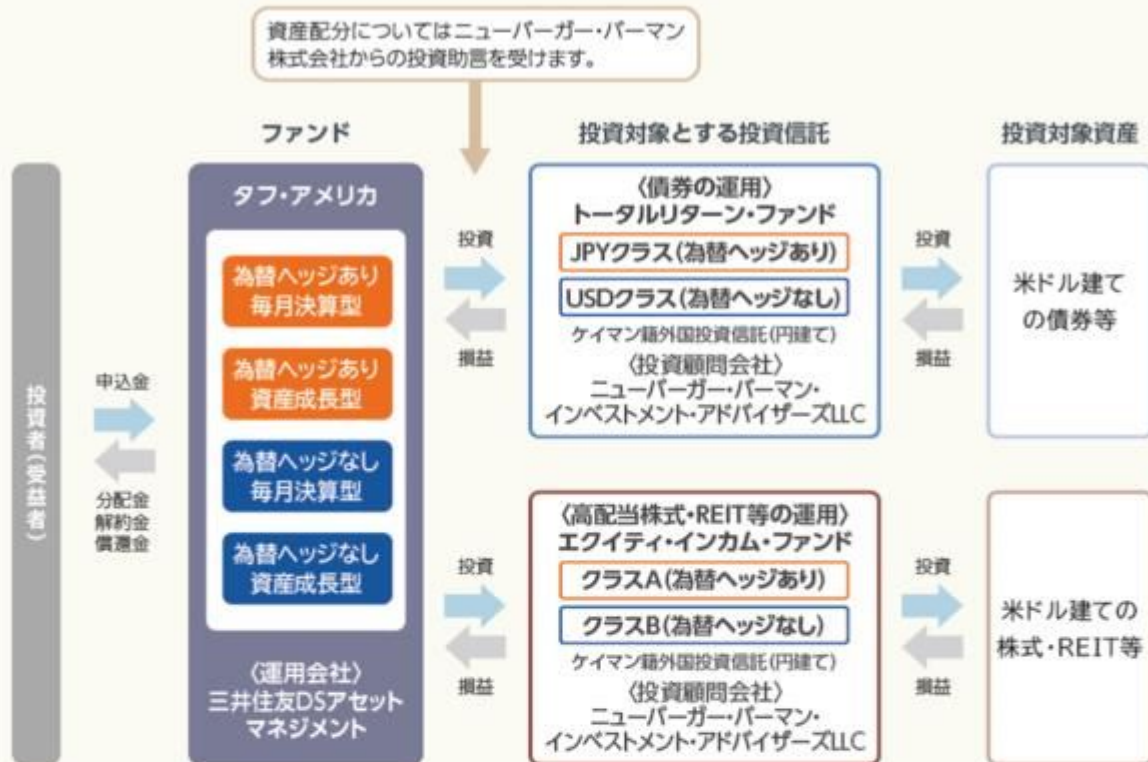 資産配分についてはニューバーガー・バーマン
株式会社からの投資助言を受けます。
ファンド
投資対象とする投資信託
投資対象資産
投資者(受益者)
申込金
分配金
解約金
償還金
タフ・アメリカ
為替ヘッジあり
毎月決算型
為替ヘッジあり
資産成長型
為替ヘッジなし
毎月決算型
為替ヘッジなし
資産成長型
〈運用会社〉
三井住友DSアセット
マネジメント
投資
損益
〈債券の運用〉
トータルリターン・ファンド
JPYクラス(為替ヘッジあり)
USDクラス(為替ヘッジなし)
ケイマン籍外国投資信託(円建て)
〈投資顧問会社〉
ニューバーガー・バーマン・
インベストメント・アドバイザーズLLC
投資
損益
米ドル建て
の債券等
投資
損益
〈高配当株式・REIT等の運用〉
エクイティ・インカム・ファンド
クラスA(為替ヘッジあり)
クラスB(為替ヘッジなし)
ケイマン籍外国投資信託(円建て)
〈投資顧問会社〉
ニューバーガー・バーマン・
インベストメント・アドバイザーズLLC
投資
損益
米ドル建ての
株式・REIT等